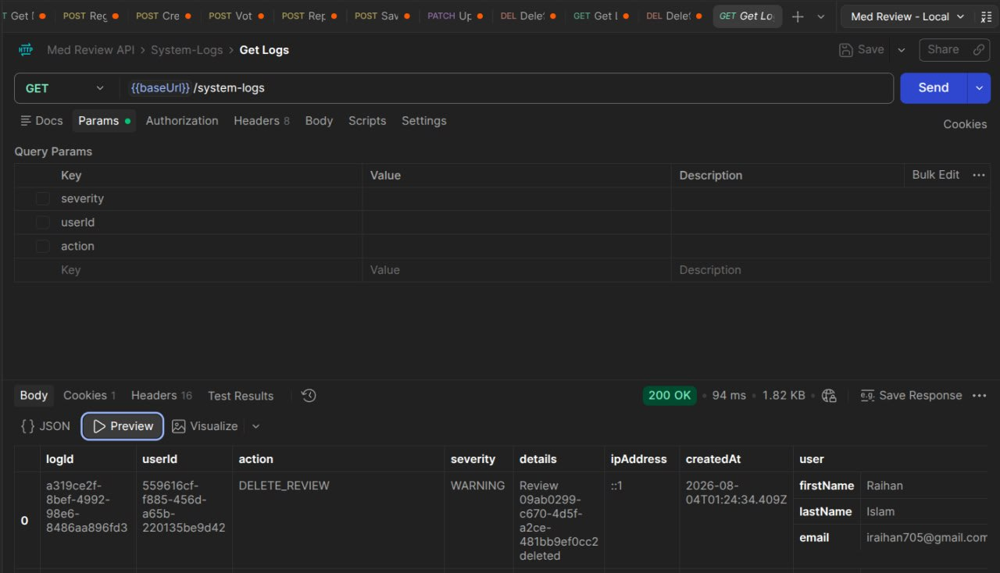 T Get POST Reg POST Cre POST Vot POST Rep POST Sav PATCH Up DEL Delet GET Get L DEL Delet GET Get Lo Med Review - Local
HTTP Med Review API > System-Logs > Get Logs Save Share
GET {{baseUrl}} /system-logs Send
Docs Params Authorization Headers 8 Body Scripts Settings Cookies
Query Params
Key Value Description Bulk Edit ...
severity
userId
action
Key Value Description
Body Cookies 1 Headers 16 Test Results 200 OK • 94 ms • 1.82 KB • e.g. Save Response ...
{ } JSON Preview Visualize
logId userId action severity details ipAddress createdAt user
0 a319ce2f-8bef-4992-98e6-8486aa896fd3 559616cf-f885-456d-a65b-220135be9d42 DELETE_REVIEW WARNING Review 09ab0299-c670-4d5f-a2ce-481bb9ef0cc2 deleted ::1 2026-08-04T01:24:34.409Z firstName Raihan
lastName Islam
email iraihan705@gmail.com